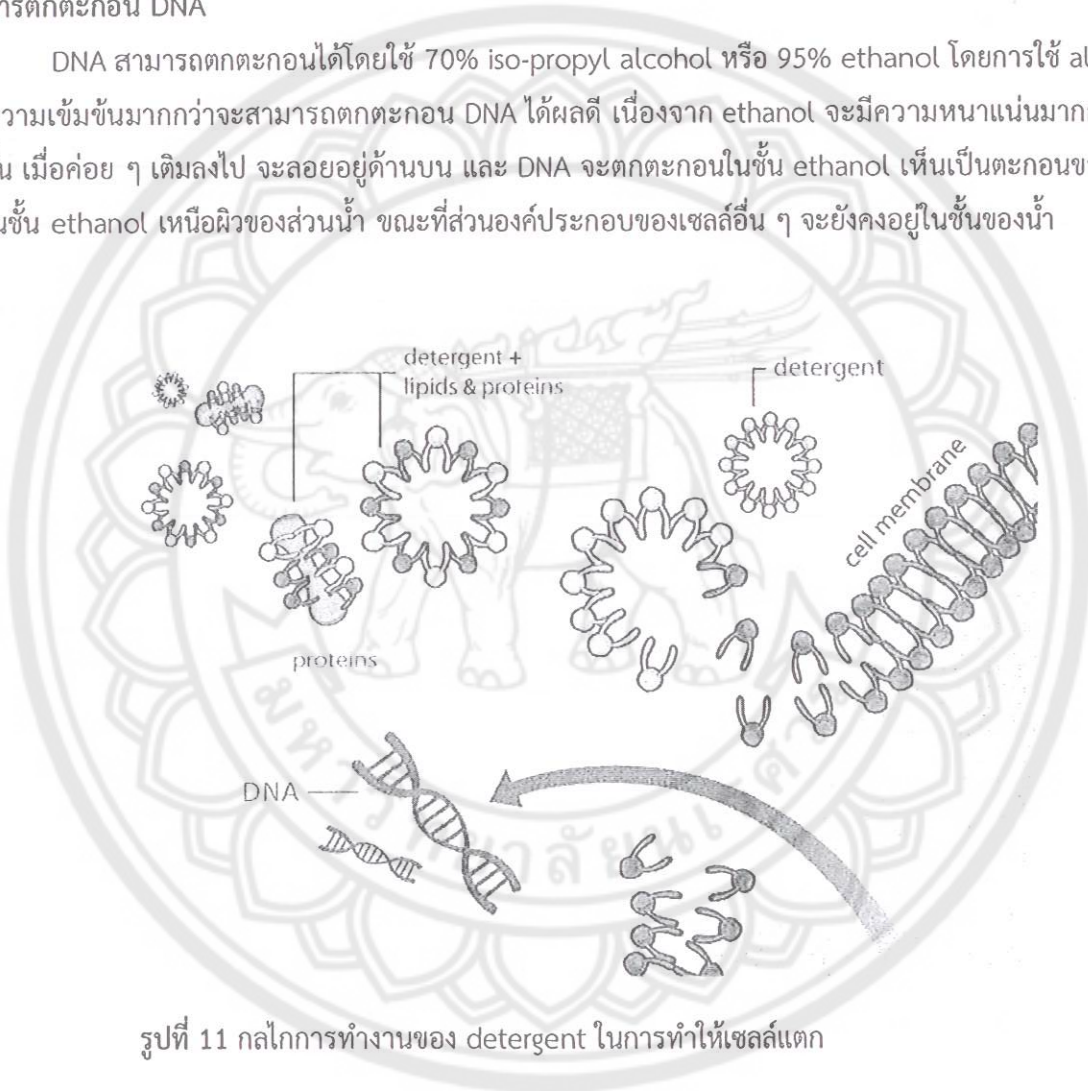 ารตกตะกอน DNA
DNA สามารถตกตะกอนได้โดยใช้ 70% iso-propyl alcohol หรือ 95% ethanol โดยการใช้ al
วามเข้มข้นมากกว่าจะสามารถตกตะกอน DNA ได้ผลดี เนื่องจาก ethanol จะมีความหนาแน่นมาก
น เมื่อค่อย ๆ เติมลงไป จะลอยอยู่ด้านบน และ DNA จะตกตะกอนในชั้น ethanol เห็นเป็นตะกอนข
นชั้น ethanol เหนือผิวของส่วนน้ำ ขณะที่ส่วนองค์ประกอบของเซลล์อื่น ๆ จะยังคงอยู่ในชั้นของน้ำ
detergent +
lipids & proteins
detergent
cell membrane
proteins
DNA
รูปที่ 11 กลไกการทำงานของ detergent ในการทำให้เซลล์แตก